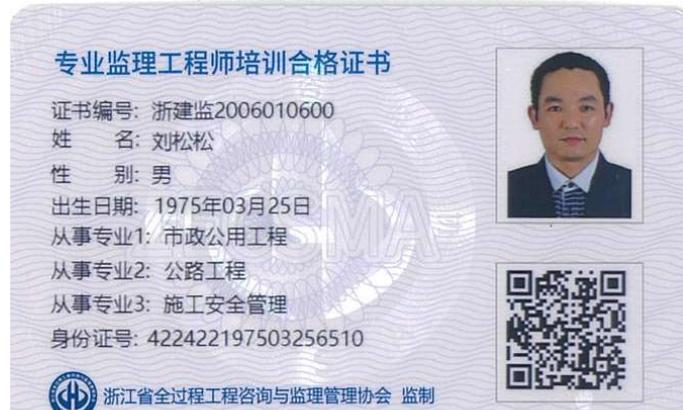 专业监理工程师培训合格证书
证书编号: 浙建监2006010600
姓 名: 刘松松
性 别: 男
出生日期: 1975年03月25日
从事专业1: 市政公用工程
从事专业2: 公路工程
从事专业3: 施工安全管理
身份证号: 422422197503256510
浙江省全过程工程咨询与监理管理协会 监制